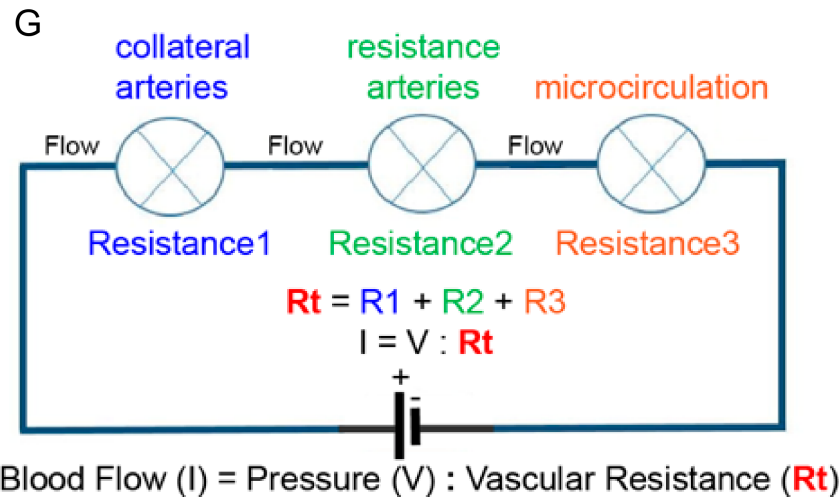 G
collateral arteries
resistance arteries
microcirculation
Flow
Flow
Flow
Resistance1
Resistance2
Resistance3
Rt = R1 + R2 + R3
I = V : Rt
+
-
Blood Flow (I) = Pressure (V) : Vascular Resistance (Rt)